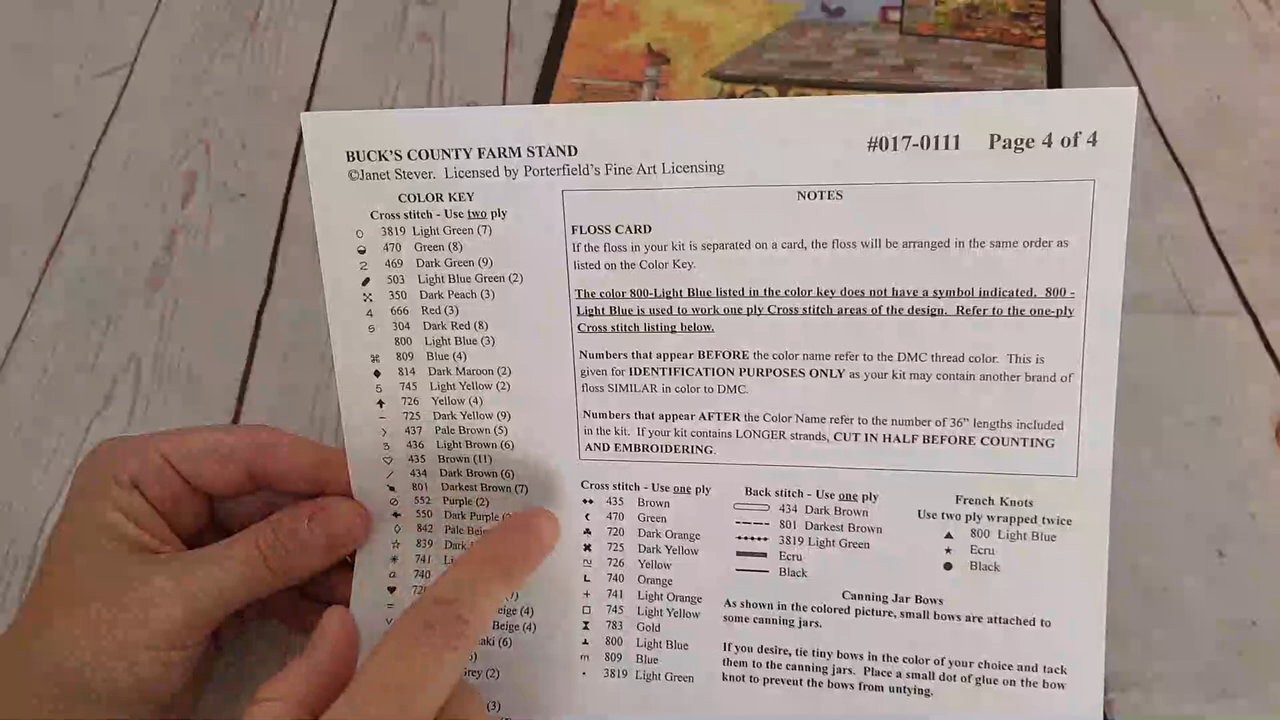 BUCK'S COUNTY FARM STAND
#017-0111 Page 4 of 4
©Janet Stever. Licensed by Porterfield's Fine Art Licensing
COLOR KEY
Cross stitch - Use two ply
3819 Light Green (7)
470 Green (8)
2 469 Dark Green (9)
503 Light Blue Green (2)
350 Dark Peach (3)
4 666 Red (3)
304 Dark Red (8)
800 Light Blue (3)
809 Blue (4)
814 Dark Maroon (2)
5 745 Light Yellow (2)
726 Yellow (4)
725 Dark Yellow (9)
437 Pale Brown (5)
3 436 Light Brown (6)
435 Brown (11)
434 Dark Brown (6)
801 Darkest Brown (7)
552 Purple (2)
550 Dark Purple
842 Pale
839 Dark
741
740
(7)
Beige (4)
(6)
Grey (2)
(3)
NOTES
FLOSS CARD
If the floss in your kit is separated on a card, the floss will be arranged in the same order as
listed on the Color Key.
The color 800-Light Blue listed in the color key does not have a symbol indicated. 800 -
Light Blue is used to work one ply Cross stitch areas of the design. Refer to the one-ply
Cross stitch listing below.
Numbers that appear BEFORE the color name refer to the DMC thread color. This is
given for IDENTIFICATION PURPOSES ONLY as your kit may contain another brand of
floss SIMILAR in color to DMC.
Numbers that appear AFTER the Color Name refer to the number of 36" lengths included
in the kit. If your kit contains LONGER strands, CUT IN HALF BEFORE COUNTING
AND EMBROIDERING.
Cross stitch - Use one ply
435 Brown
470 Green
720 Dark Orange
725 Dark Yellow
726 Yellow
L 740 Orange
+ 741 Light Orange
745 Light Yellow
783 Gold
800 Light Blue
m 809 Blue
3819 Light Green
Back stitch - Use one ply
434 Dark Brown
801 Darkest Brown
3819 Light Green
Ecru
Black
French Knots
Use two ply wrapped twice
▲ 800 Light Blue
★ Ecru
● Black
Canning Jar Bows
As shown in the colored picture, small bows are attached to
some canning jars.
If you desire, tie tiny bows in the color of your choice and tack
them to the canning jars. Place a small dot of glue on the bow
knot to prevent the bows from untying.